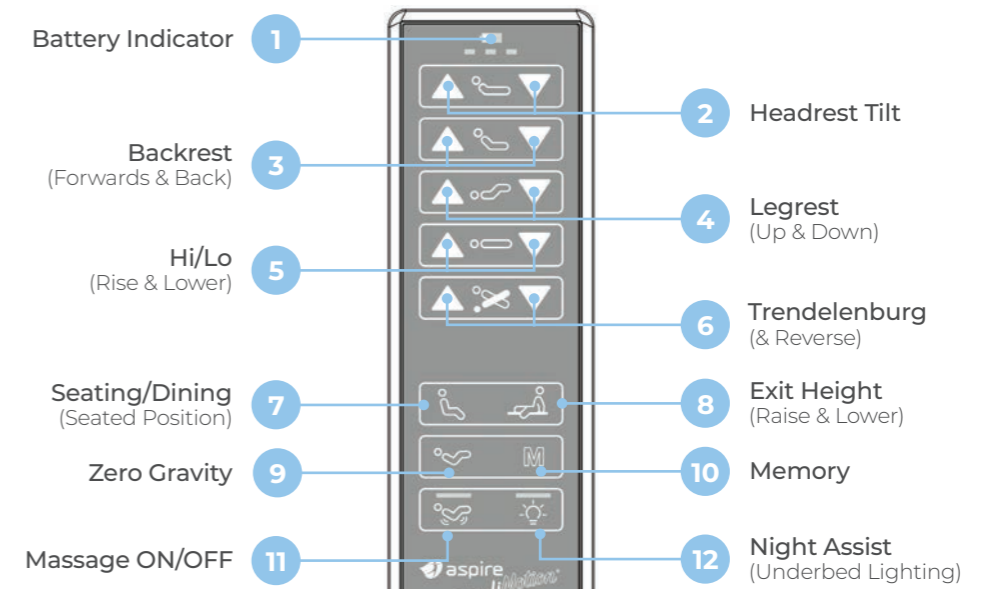 Battery Indicator
1
2
Headrest Tilt
Backrest
(Forwards & Back)
3
4
Legrest
(Up & Down)
Hi/Lo
(Rise & Lower)
5
6
Trendelenburg
(& Reverse)
Seating/Dining
(Seated Position)
7
8
Exit Height
(Raise & Lower)
Zero Gravity
9
M
10
Memory
Massage ON/OFF
11
12
Night Assist
(Underbed Lighting)
aspire